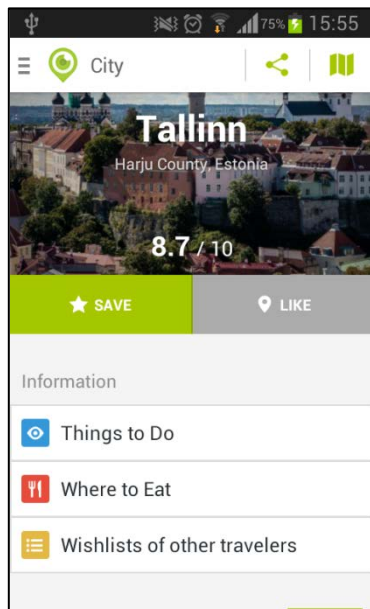 75% 15:55
City
Tallinn
Harju County, Estonia
8.7 / 10
SAVE LIKE
Information
Things to Do
Where to Eat
Wishlists of other travelers